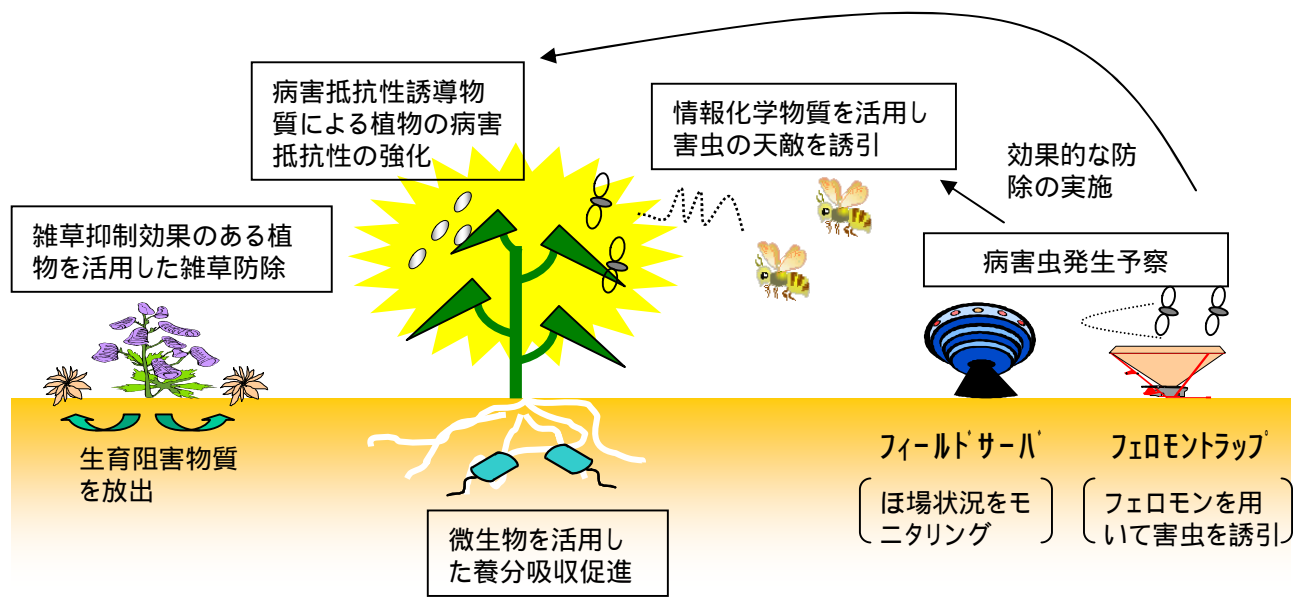 病害抵抗性誘導物
質による植物の病害
抵抗性の強化
情報化学物質を活用し
害虫の天敵を誘引
効果的な防
除の実施
雑草抑制効果のある植
物を活用した雑草防除
病害虫発生予察
生育阻害物質
を放出
微生物を活用し
た養分吸収促進
フィールドサーバ
ほ場状況をモ
ニタリング
フェロモントラップ
フェロモンを用
いて害虫を誘引